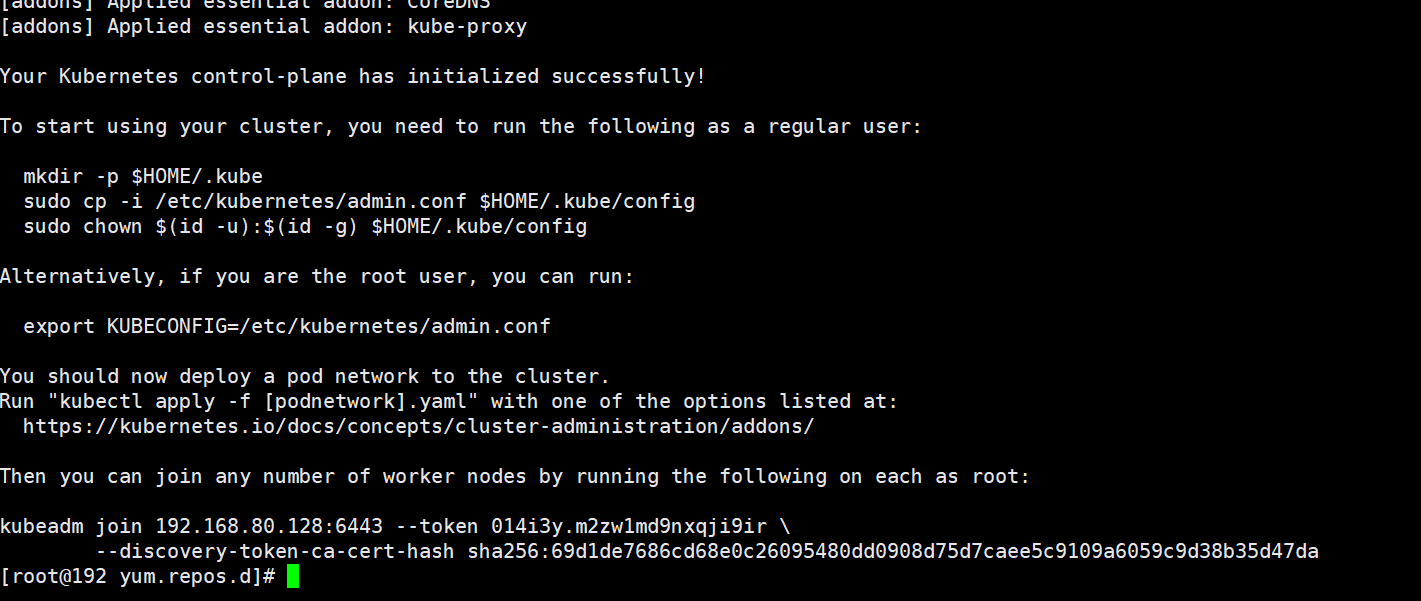 [addons] Applied essential addon: CoreDNS
[addons] Applied essential addon: kube-proxy
Your Kubernetes control-plane has initialized successfully!
To start using your cluster, you need to run the following as a regular user:
mkdir -p $HOME/.kube
sudo cp -i /etc/kubernetes/admin.conf $HOME/.kube/config
sudo chown $(id -u):$(id -g) $HOME/.kube/config
Alternatively, if you are the root user, you can run:
export KUBECONFIG=/etc/kubernetes/admin.conf
You should now deploy a pod network to the cluster.
Run "kubectl apply -f [podnetwork].yaml" with one of the options listed at:
https://kubernetes.io/docs/concepts/cluster-administration/addons/
Then you can join any number of worker nodes by running the following on each as root:
kubeadm join 192.168.80.128:6443 --token 014i3y.m2zw1md9nxqji9ir \
--discovery-token-ca-cert-hash sha256:69d1de7686cd68e0c26095480dd0908d75d7caee5c9109a6059c9d38b35d47da
[root@192 yum.repos.d]#